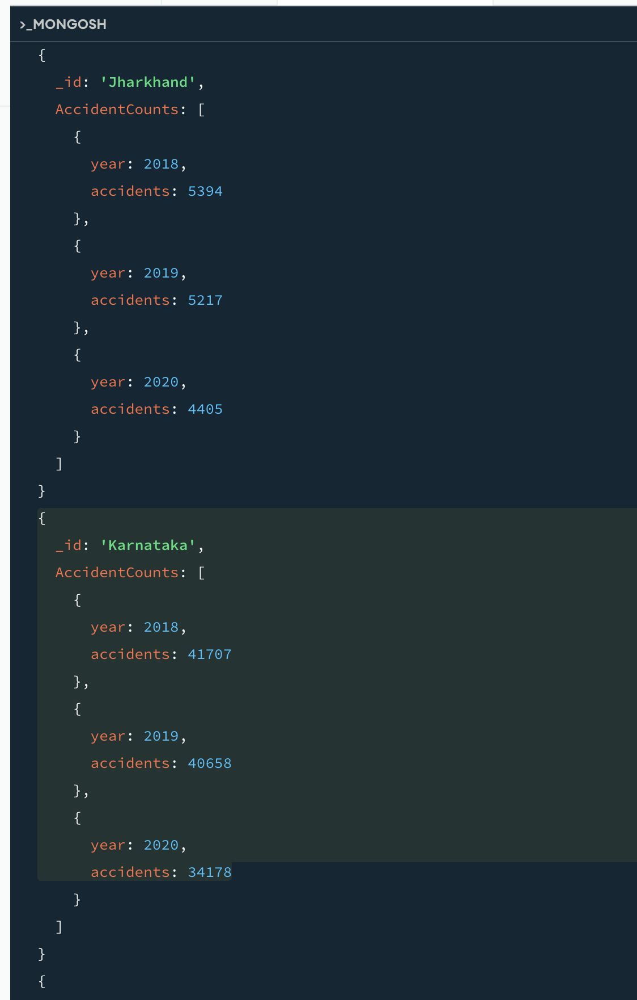 >_MONGOSH
{
  _id: 'Jharkhand',
  AccidentCounts: [
    {
      year: 2018,
      accidents: 5394
    },
    {
      year: 2019,
      accidents: 5217
    },
    {
      year: 2020,
      accidents: 4405
    }
  ]
}
{
  _id: 'Karnataka',
  AccidentCounts: [
    {
      year: 2018,
      accidents: 41707
    },
    {
      year: 2019,
      accidents: 40658
    },
    {
      year: 2020,
      accidents: 34178
    }
  ]
}
{